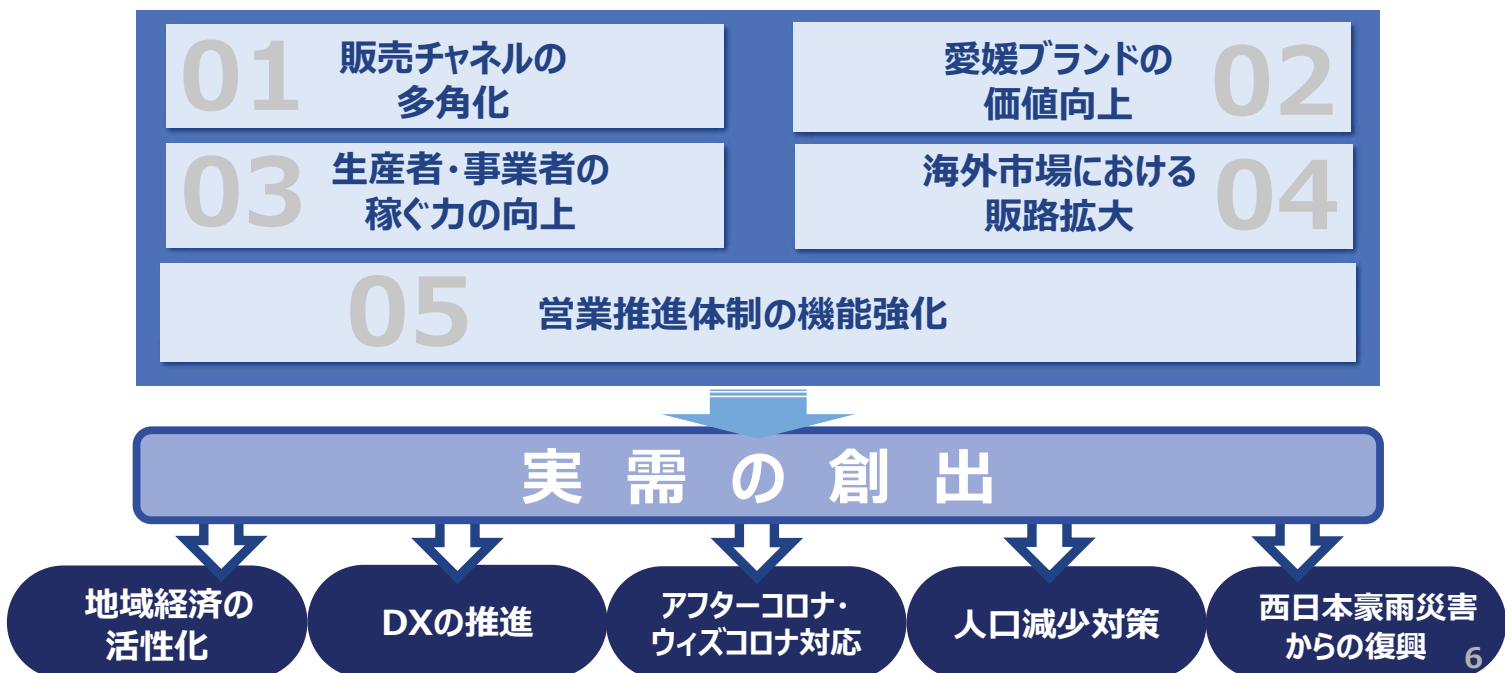 01
販売チャネルの
多角化
愛媛ブランドの
価値向上
02
03
生産者・事業者の
稼ぐ力の向上
海外市場における
販路拡大
04
05
営業推進体制の機能強化
実需の創出
地域経済の
活性化
DXの推進
アフターコロナ・
ウィズコロナ対応
人口減少対策
西日本豪雨災害
からの復興
6